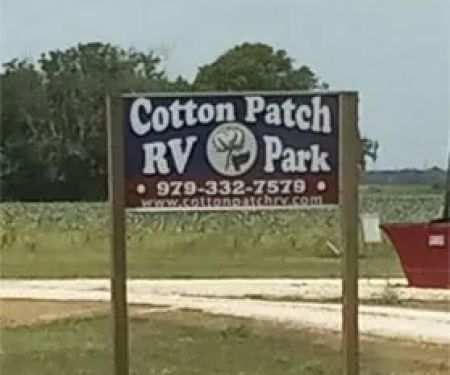 Cotton Patch
RV Park
• 979-332-7579 •
www.cottonpatchrv.com